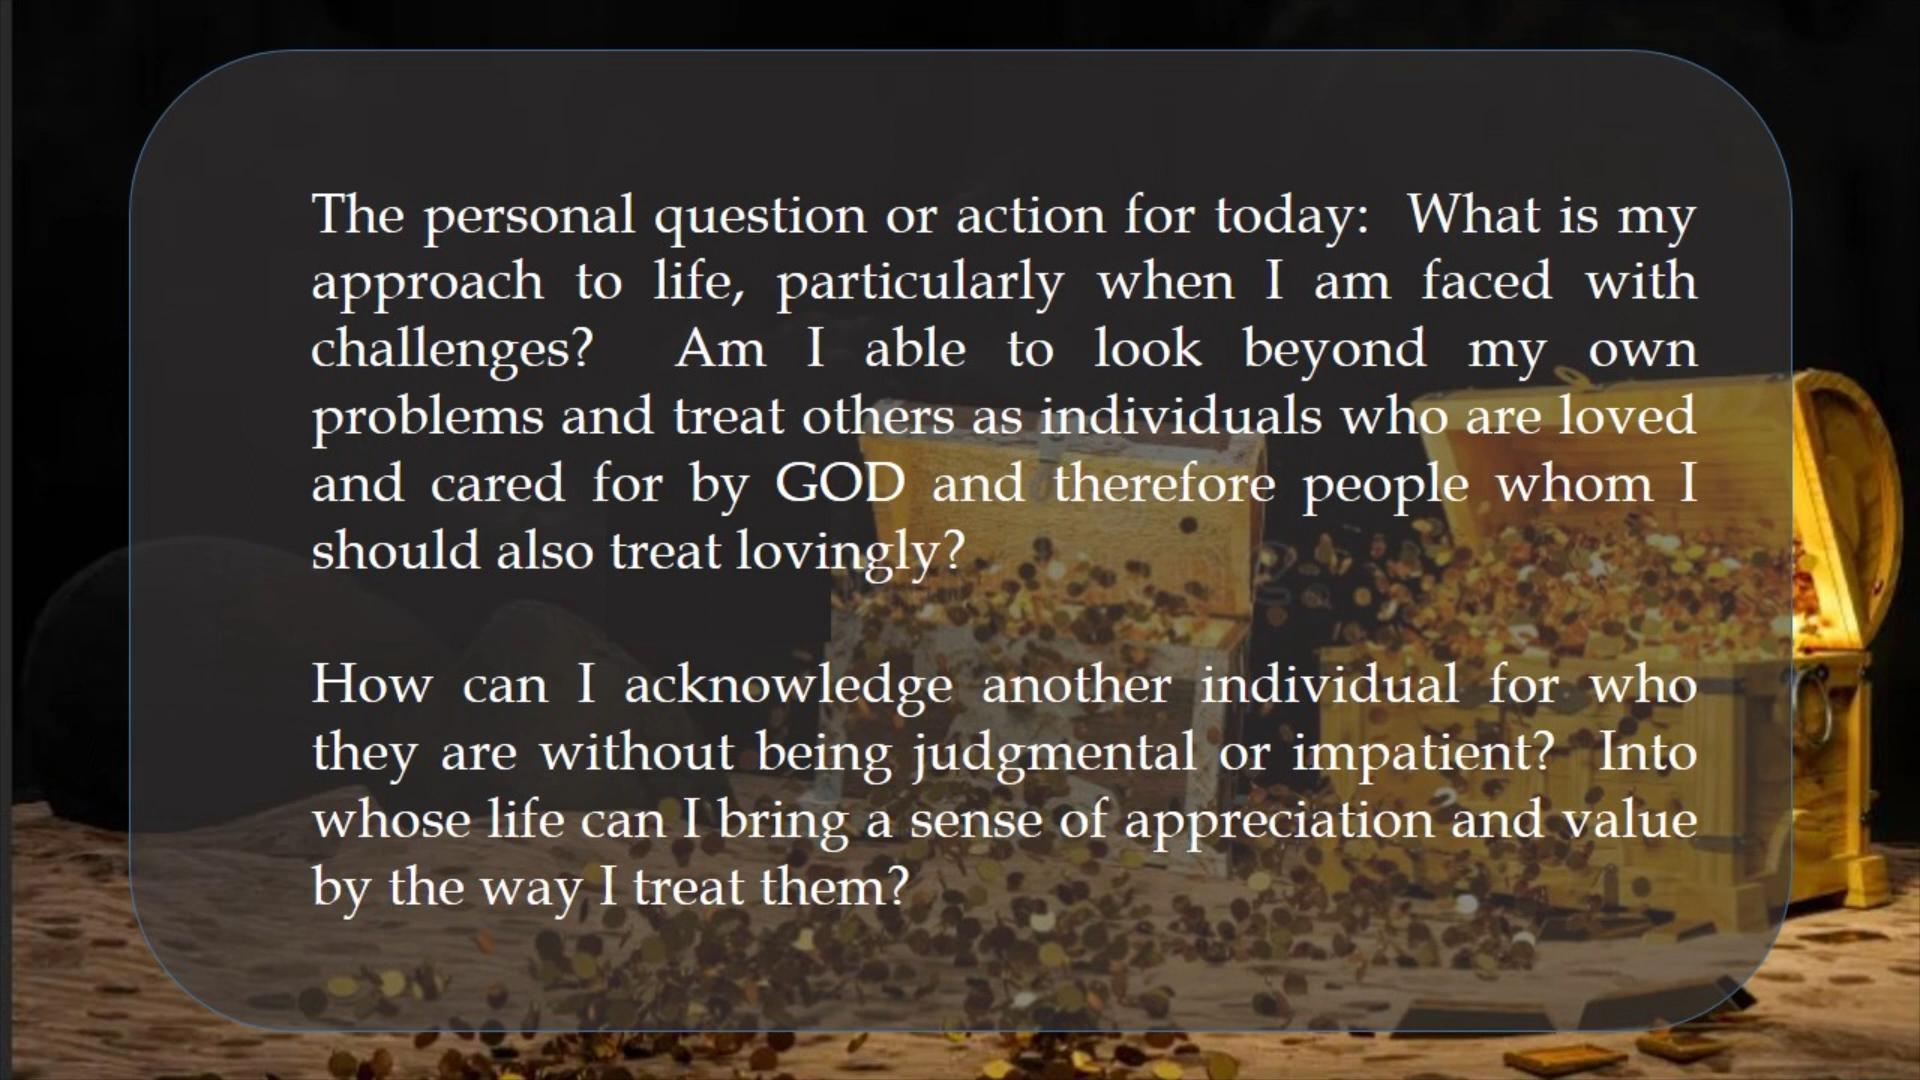 The personal question or action for today:  What is my
approach to life, particularly when I am faced with
challenges?  Am I able to look beyond my own
problems and treat others as individuals who are loved
and cared for by GOD and therefore people whom I
should also treat lovingly?
How can I acknowledge another individual for who
they are without being judgmental or impatient?  Into
whose life can I bring a sense of appreciation and value
by the way I treat them?